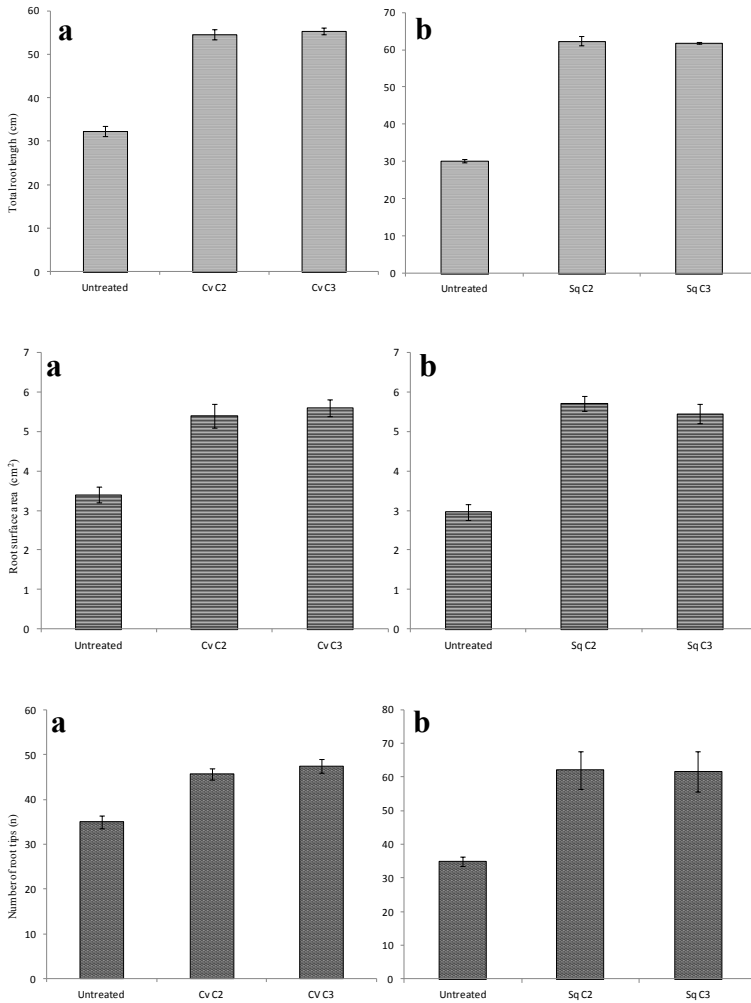 a
b
Total root length (cm)
60
50
40
30
20
10
0
Untreated
Cv C2
Cv C3
70
60
50
40
30
20
10
0
Untreated
Sq C2
Sq C3
a
b
Root surface area (cm²)
7
6
5
4
3
2
1
0
Untreated
Cv C2
Cv C3
7
6
5
4
3
2
1
0
Untreated
Sq C2
Sq C3
a
b
Number of root tips (n)
60
50
40
30
20
10
0
Untreated
Cv C2
CV C3
80
70
60
50
40
30
20
10
0
Untreated
Sq C2
Sq C3